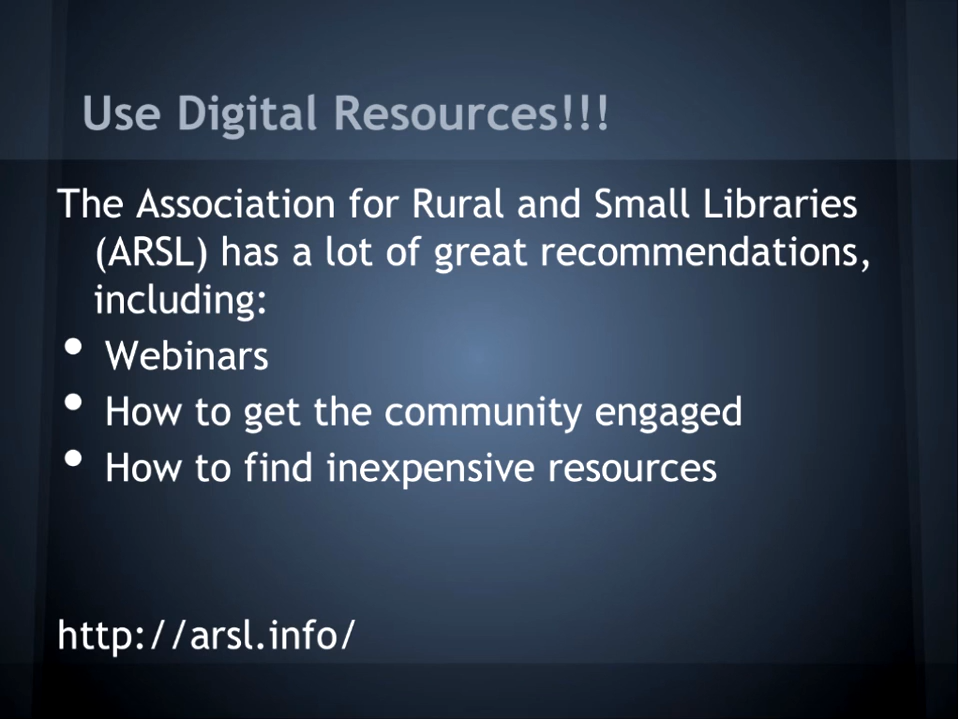 Use Digital Resources!!!
The Association for Rural and Small Libraries
(ARSL) has a lot of great recommendations,
including:
• Webinars
• How to get the community engaged
• How to find inexpensive resources
http://arsl.info/